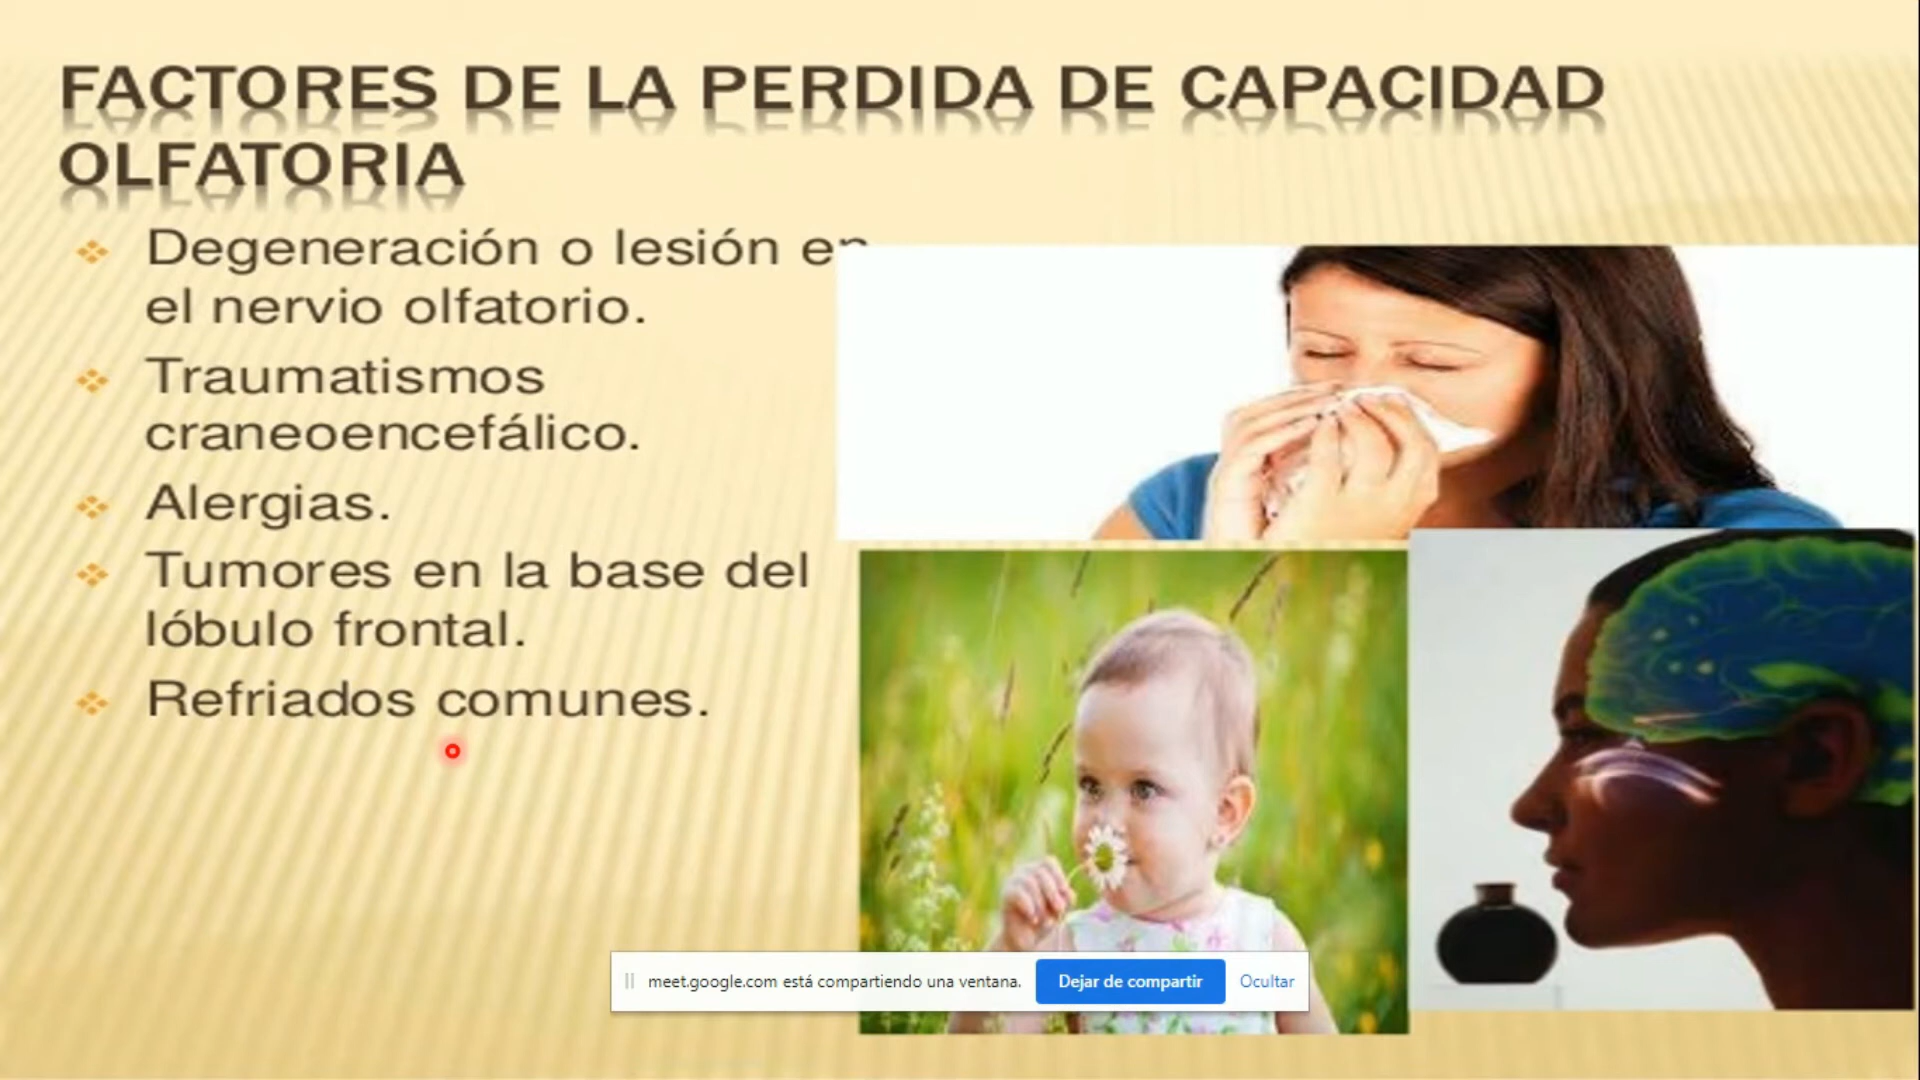 FACTORES DE LA PERDIDA DE CAPACIDAD
OLFATORIA
Degeneración o lesión en
el nervio olfatorio.
Traumatismos
craneoencefálico.
Alergias.
Tumores en la base del
lóbulo frontal.
Refriados comunes.
meet.google.com está compartiendo una ventana. Dejar de compartir Ocultar